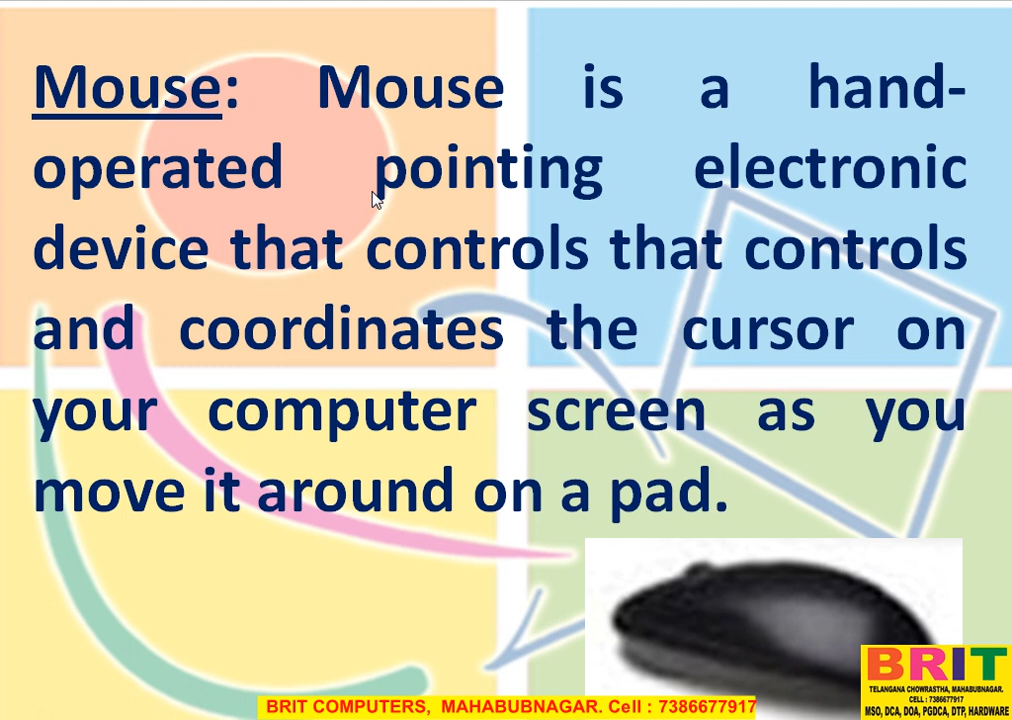 Mouse: Mouse is a hand-
operated pointing electronic
device that controls that controls
and coordinates the cursor on
your computer screen as you
move it around on a pad.
BRIT
TELANGANA CHOWRASTHA, MAHABUBNAGAR.
CELL : 7386677917
MSO, DCA, DOA, PGDCA, DTP, HARDWARE
BRIT COMPUTERS, MAHABUBNAGAR. Cell : 7386677917